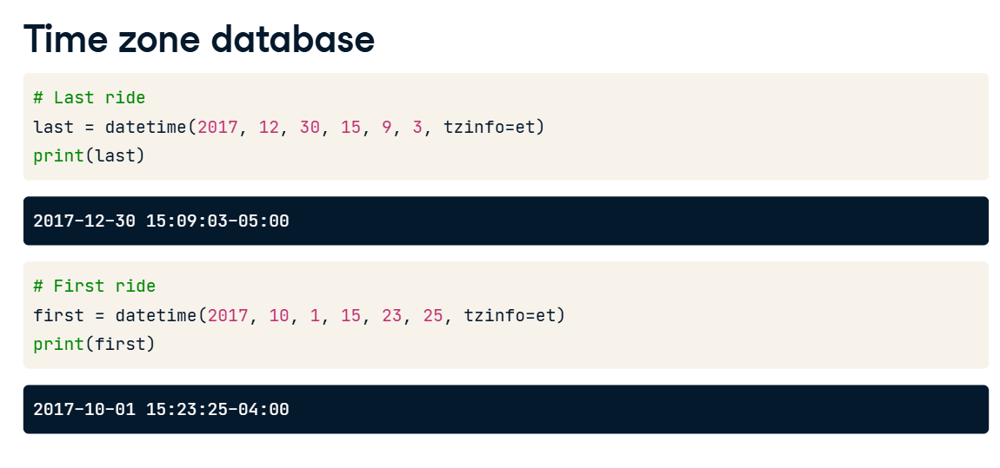 Time zone database
# Last ride
last = datetime(2017, 12, 30, 15, 9, 3, tzinfo=et)
print(last)
2017-12-30 15:09:03-05:00
# First ride
first = datetime(2017, 10, 1, 15, 23, 25, tzinfo=et)
print(first)
2017-10-01 15:23:25-04:00